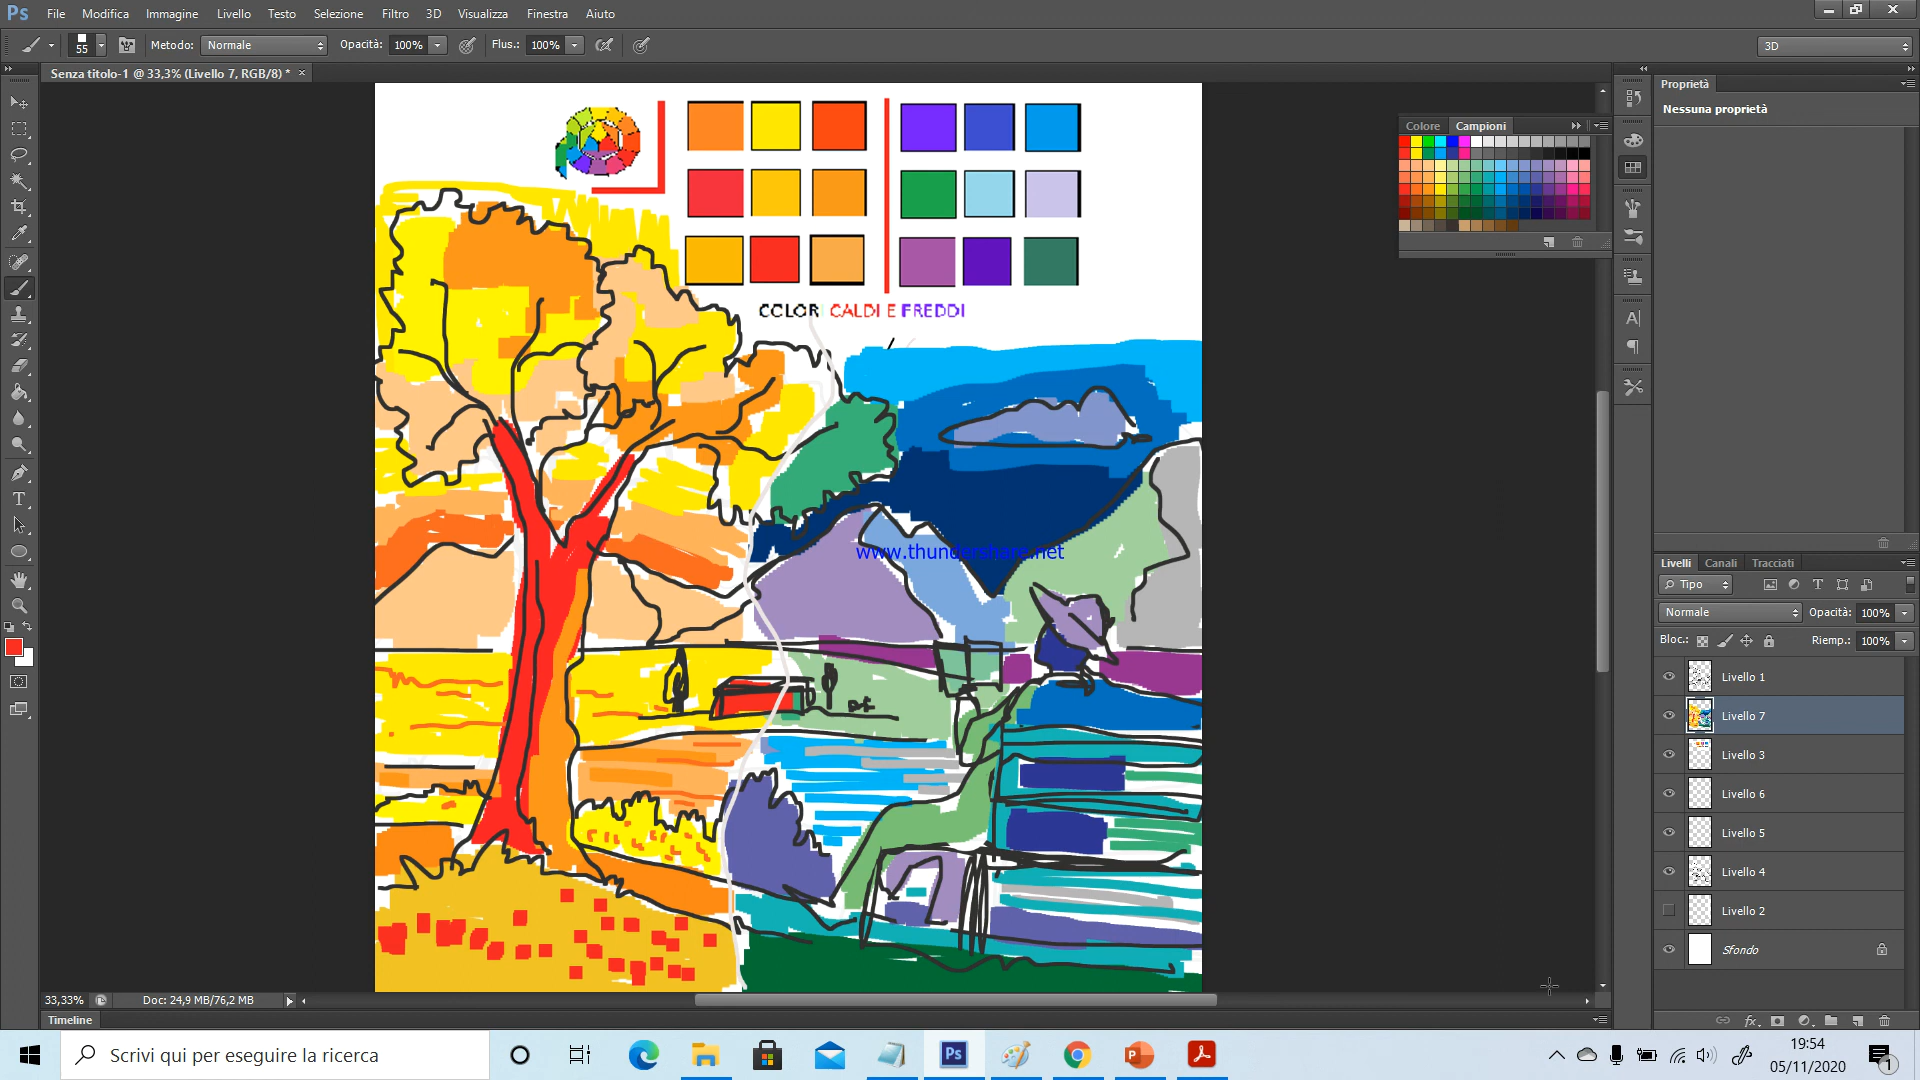 Ps File Modifica Immagine Livello Testo Selezione Filtro 3D Visualizza Finestra Aiuto
55 Metodo: Normale Opacità: 100% Flus.: 100% 3D
Senza titolo-1 @ 33,3% (Livello 7, RGB/8) * ×
COLORI CALDI E FREDDI
www.thundershare.net
Colore Campioni
Proprietà
Nessuna proprietà
Livelli Canali Tracciati
Tipo
Normale Opacità: 100%
Bloc.: Riemp.: 100%
Livello 1
Livello 7
Livello 3
Livello 6
Livello 5
Livello 4
Livello 2
Sfondo
33,33% Doc: 24,9 MB/76,2 MB
Timeline
Scrivi qui per eseguire la ricerca
19:54
05/11/2020
1